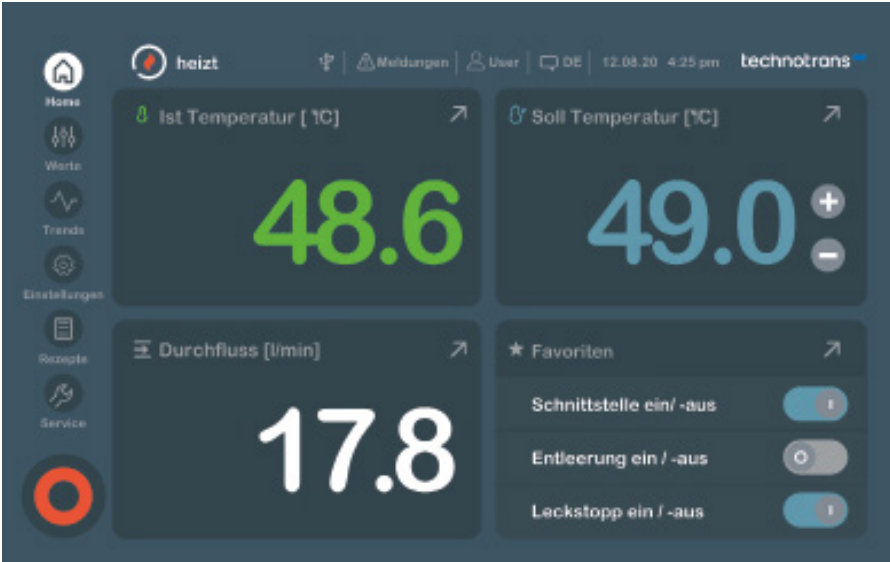 heizt
Meldungen
User
DE
12.08.20 4:25 pm
technotrans
Home
Werte
Trends
Einstellungen
Rezepte
Service
Ist Temperatur [°C]
48.6
Soll Temperatur [°C]
49.0
Durchfluss [l/min]
17.8
Favoriten
Schnittstelle ein/ -aus
Entleerung ein / -aus
Leckstopp ein / -aus